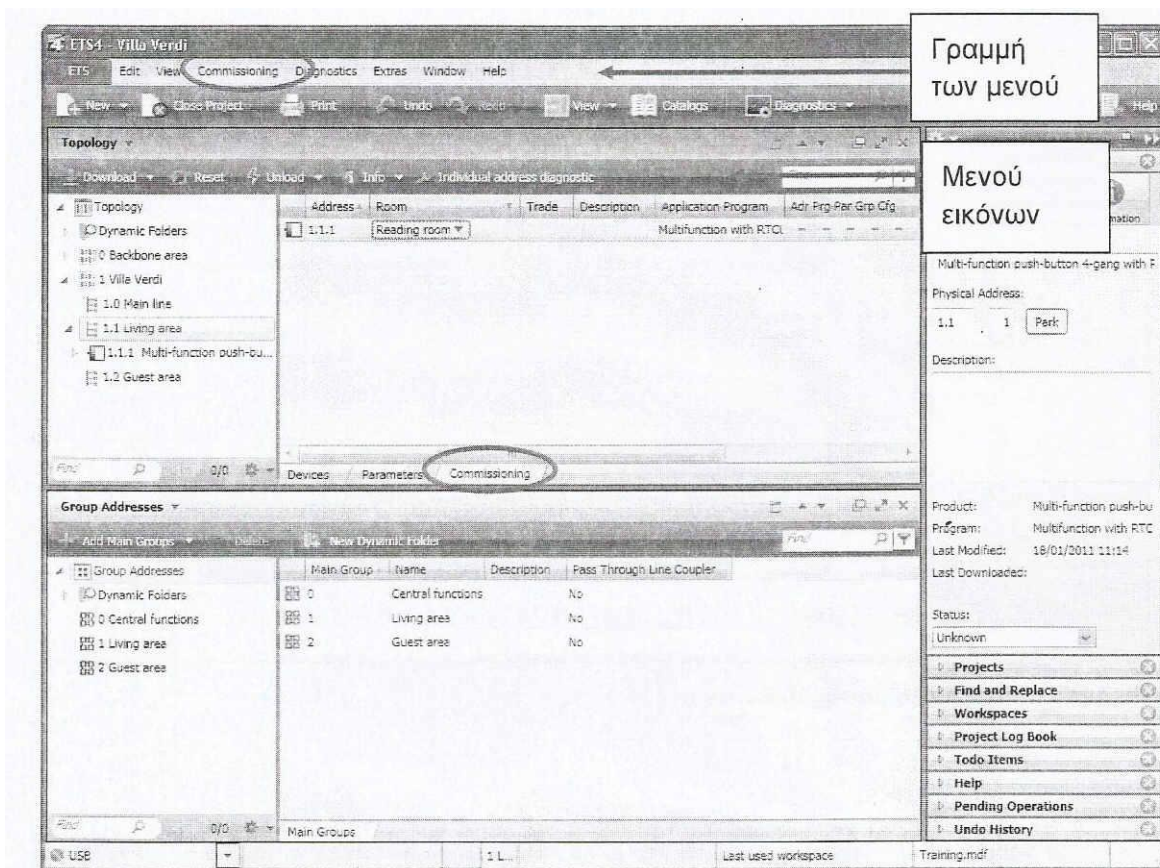 ETS4 - Villa Verdi
Γραμμή των μενού
ETS Edit View Commissioning Diagnostics Extras Window Help
New Close Project Print Undo View Catalogs Diagnostics Help
Μενού εικόνων
Topology
Download Reset Unload Info Individual address diagnostic
Topology
Dynamic Folders
0 Backbone area
1 Villa Verdi
1.0 Main line
1.1 Living area
1.1.1 Multi-function push-bu...
1.2 Guest area
Find 0/0
Address Room Trade Description Application Program Adr Prg Par Grp Cfg
1.1.1 Reading room Multifunction with RTC - - - - -
Devices Parameters Commissioning
Group Addresses
Add Main Groups Delete New Dynamic Folder Find
Group Addresses
Dynamic Folders
0 Central functions
1 Living area
2 Guest area
Find 0/0
Main Group Name Description Pass Through Line Coupler
0 Central functions No
1 Living area No
2 Guest area No
Main Groups
Multi-function push-button 4-gang with
Physical Address:
1.1 . 1 Park
Description:
Product: Multi-function push-bu
Program: Multifunction with RTC
Last Modified: 18/01/2011 11:14
Last Downloaded:
Status:
Unknown
Projects
Find and Replace
Workspaces
Project Log Book
Todo Items
Help
Pending Operations
Undo History
USB 1 L... Last used workspace Training.mdf